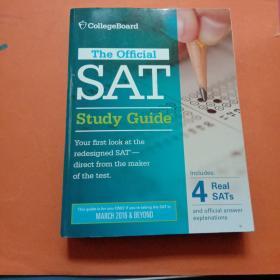 CollegeBoard
The Official
SAT
Study Guide
Your first look at the
redesigned SAT—
direct from the maker
of the test.
Includes:
4 Real
SATs
and official answer
explanations
This guide is for you ONLY if you're taking the SAT in
MARCH 2016 & BEYOND